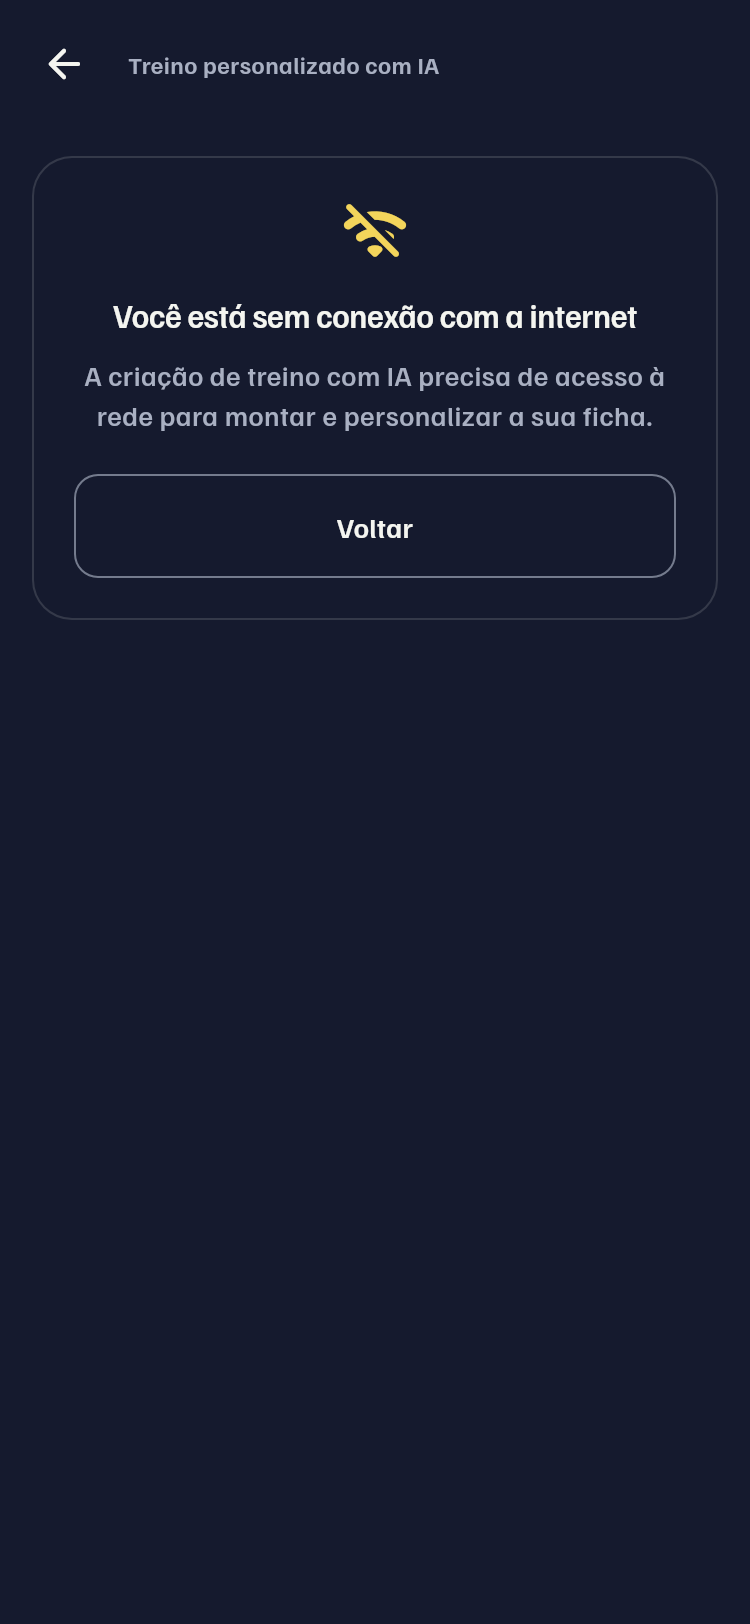 Treino personalizado com IA
Você está sem conexão com a internet
A criação de treino com IA precisa de acesso à
rede para montar e personalizar a sua ficha.
Voltar